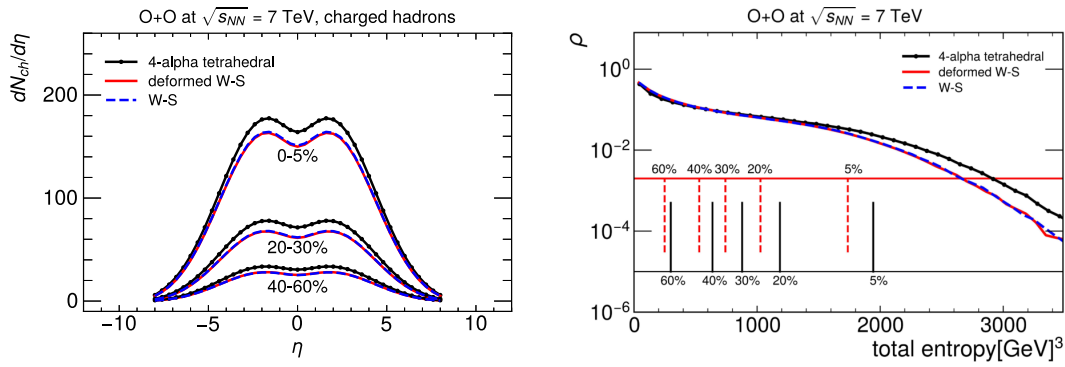 O+O at √s_NN = 7 TeV, charged hadrons
dN_ch/dη
200
100
0
4-alpha tetrahedral
deformed W-S
W-S
0-5%
20-30%
40-60%
−10 −5 0 5 10
η
O+O at √s_NN = 7 TeV
ρ
10^0
10^−2
10^−4
10^−6
4-alpha tetrahedral
deformed W-S
W-S
60% 40% 30% 20% 5%
60% 40% 30% 20% 5%
0 1000 2000 3000
total entropy[GeV]^3